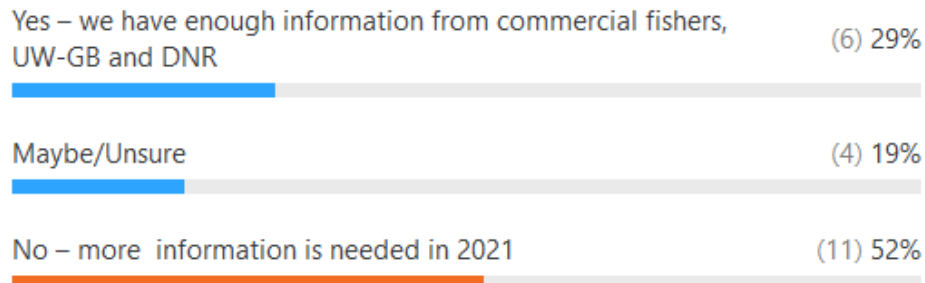 Yes – we have enough information from commercial fishers,
UW-GB and DNR
(6) 29%
Maybe/Unsure
(4) 19%
No – more  information is needed in 2021
(11) 52%